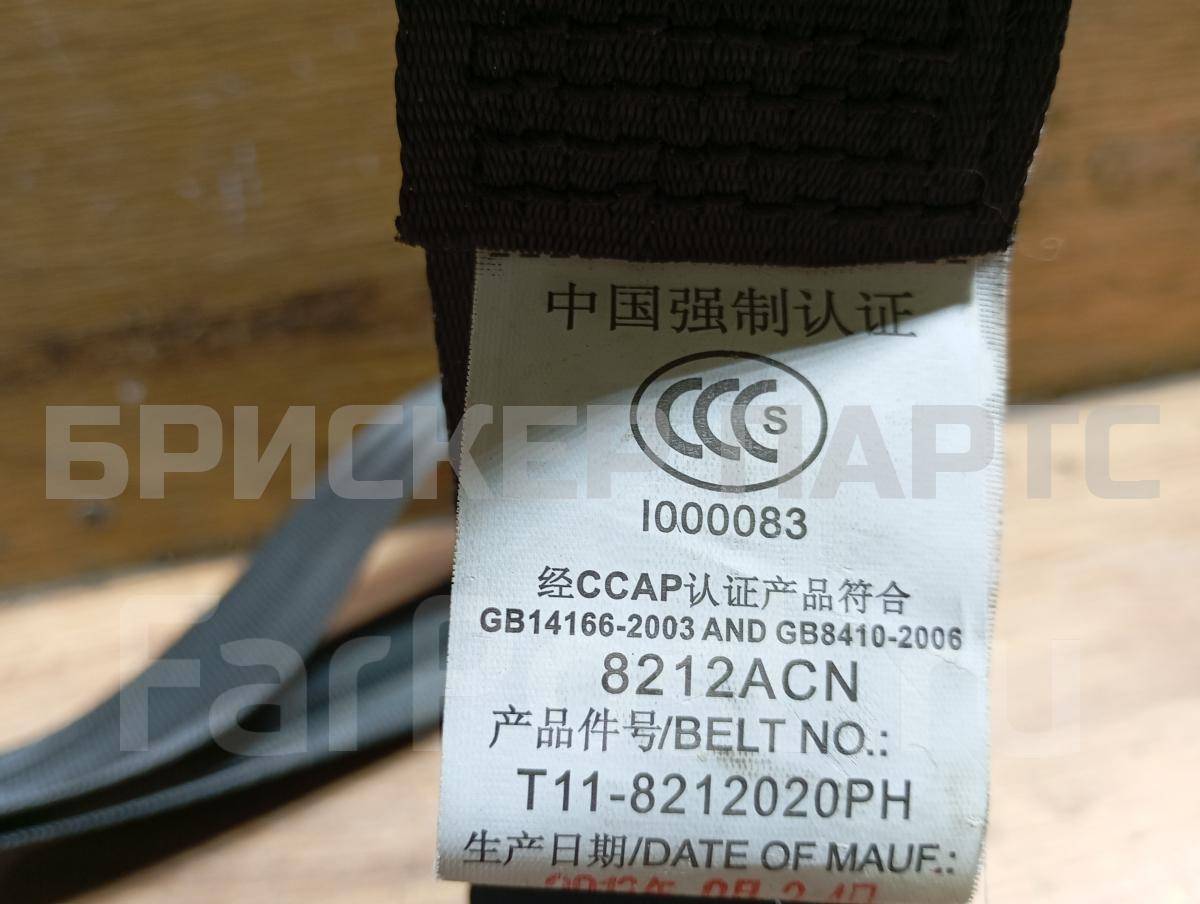 中国强制认证
CCCS
I000083
БРИСКЕР ПАРТС
经CCAP认证产品符合
GB14166-2003 AND GB8410-2006
8212ACN
产品件号/BELT NO.:
T11-8212020PH
生产日期/DATE OF MAUF.: